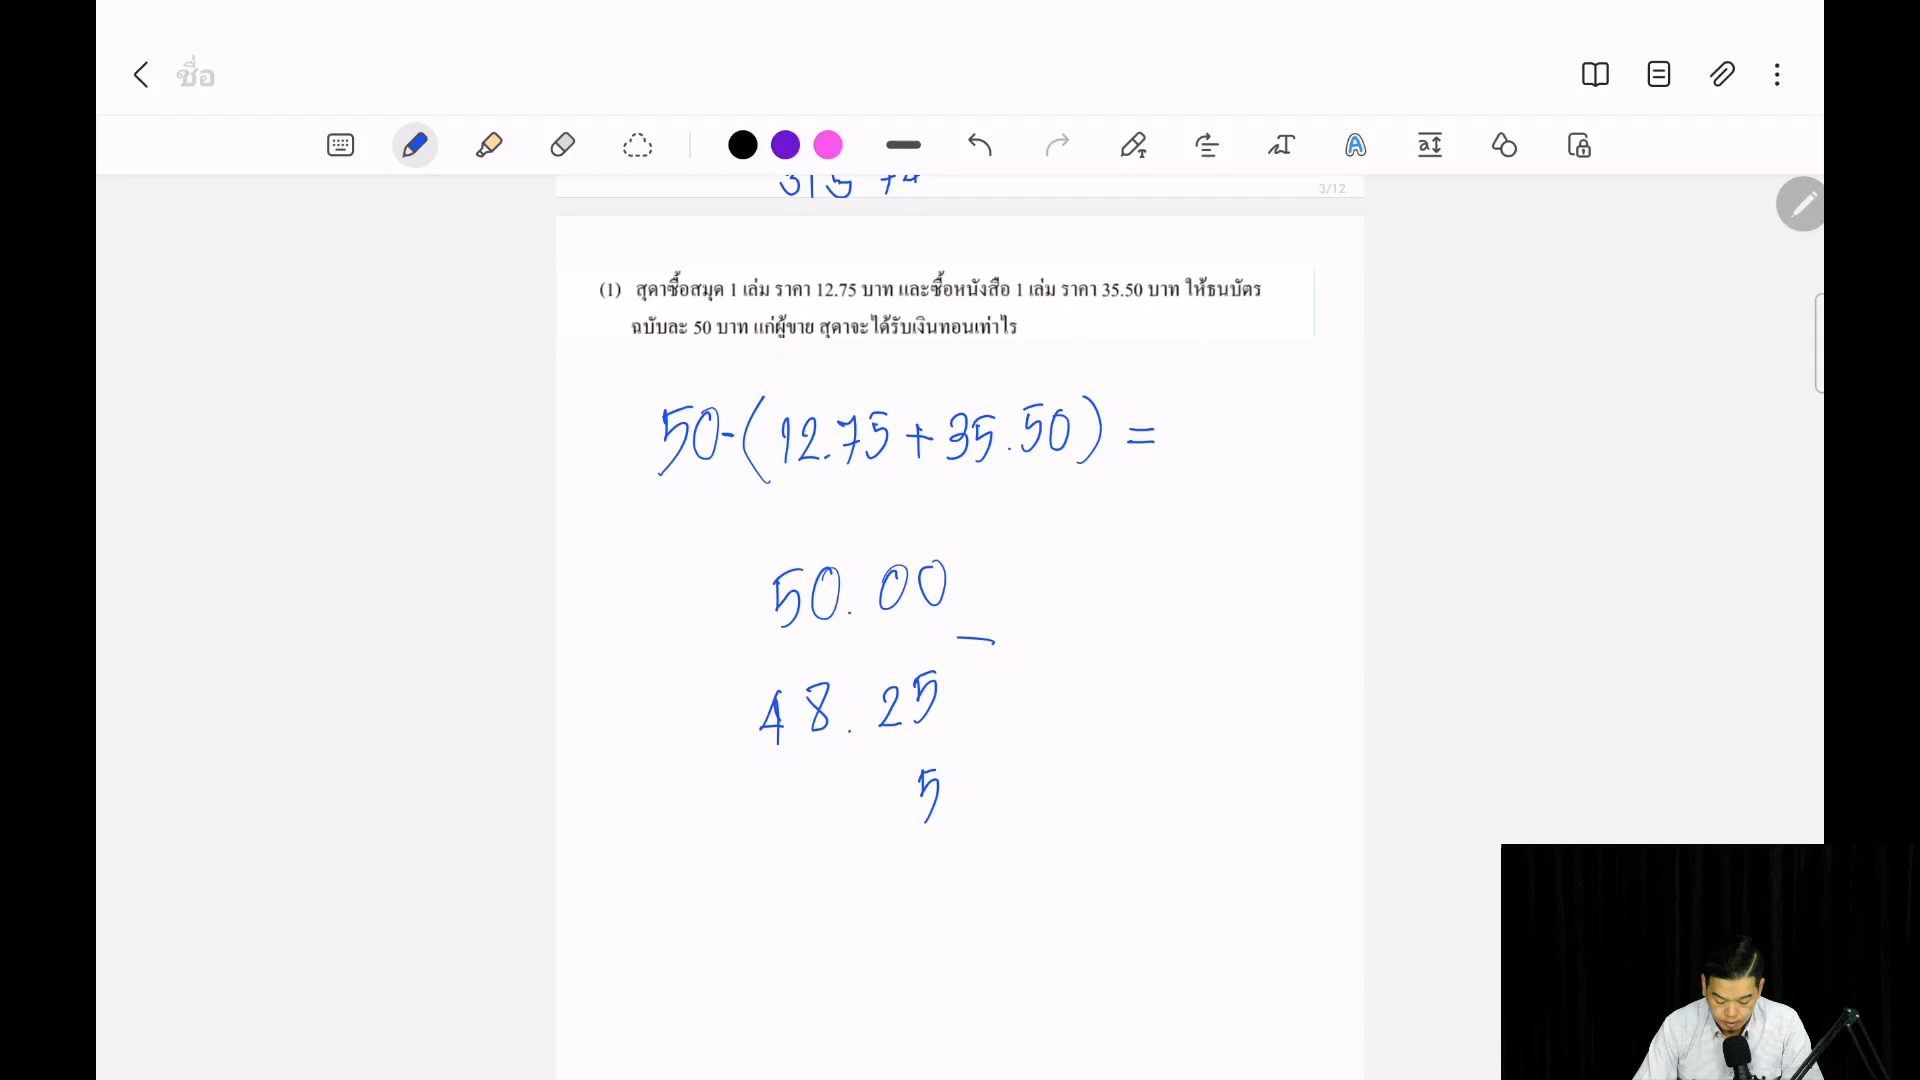 ชื่อ
3/12
(1) สุดาซื้อสมุด 1 เล่ม ราคา 12.75 บาท และซื้อหนังสือ 1 เล่ม ราคา 35.50 บาท ให้ธนบัตร
ฉบับละ 50 บาท แก่ผู้ขาย สุดาจะได้รับเงินทอนเท่าไร
50-(12.75+35.50)=
50.00
-
48.25
5